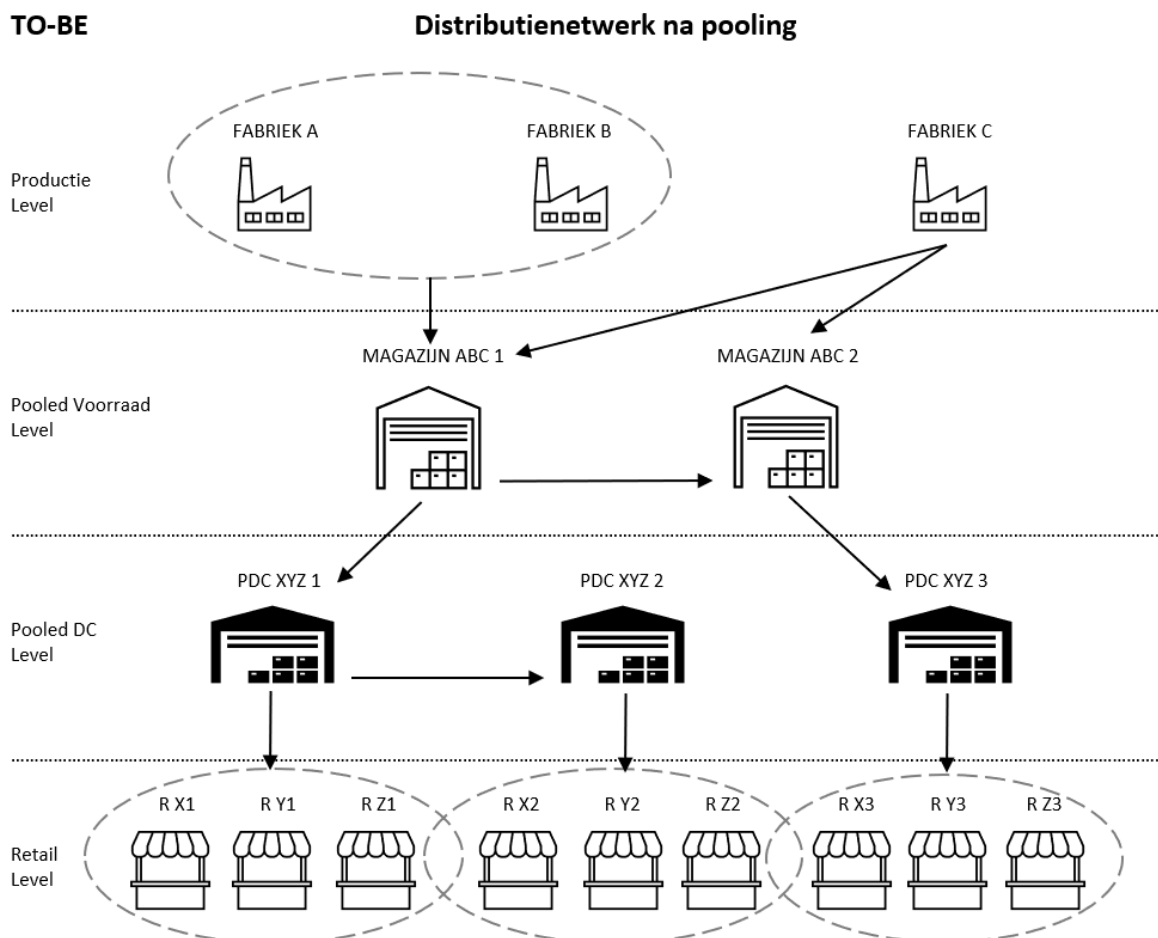 TO-BE
Distributienetwerk na pooling
FABRIEK A
FABRIEK B
FABRIEK C
Productie
Level
MAGAZIJN ABC 1
MAGAZIJN ABC 2
Pooled Voorraad
Level
PDC XYZ 1
PDC XYZ 2
PDC XYZ 3
Pooled DC
Level
R X1
R Y1
R Z1
R X2
R Y2
R Z2
R X3
R Y3
R Z3
Retail
Level